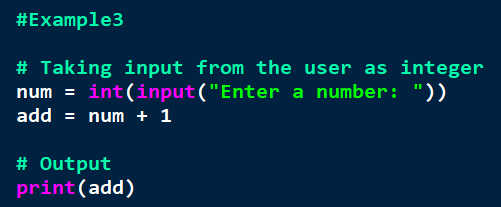 #Example3
# Taking input from the user as integer
num = int(input("Enter a number: "))
add = num + 1
# Output
print(add)